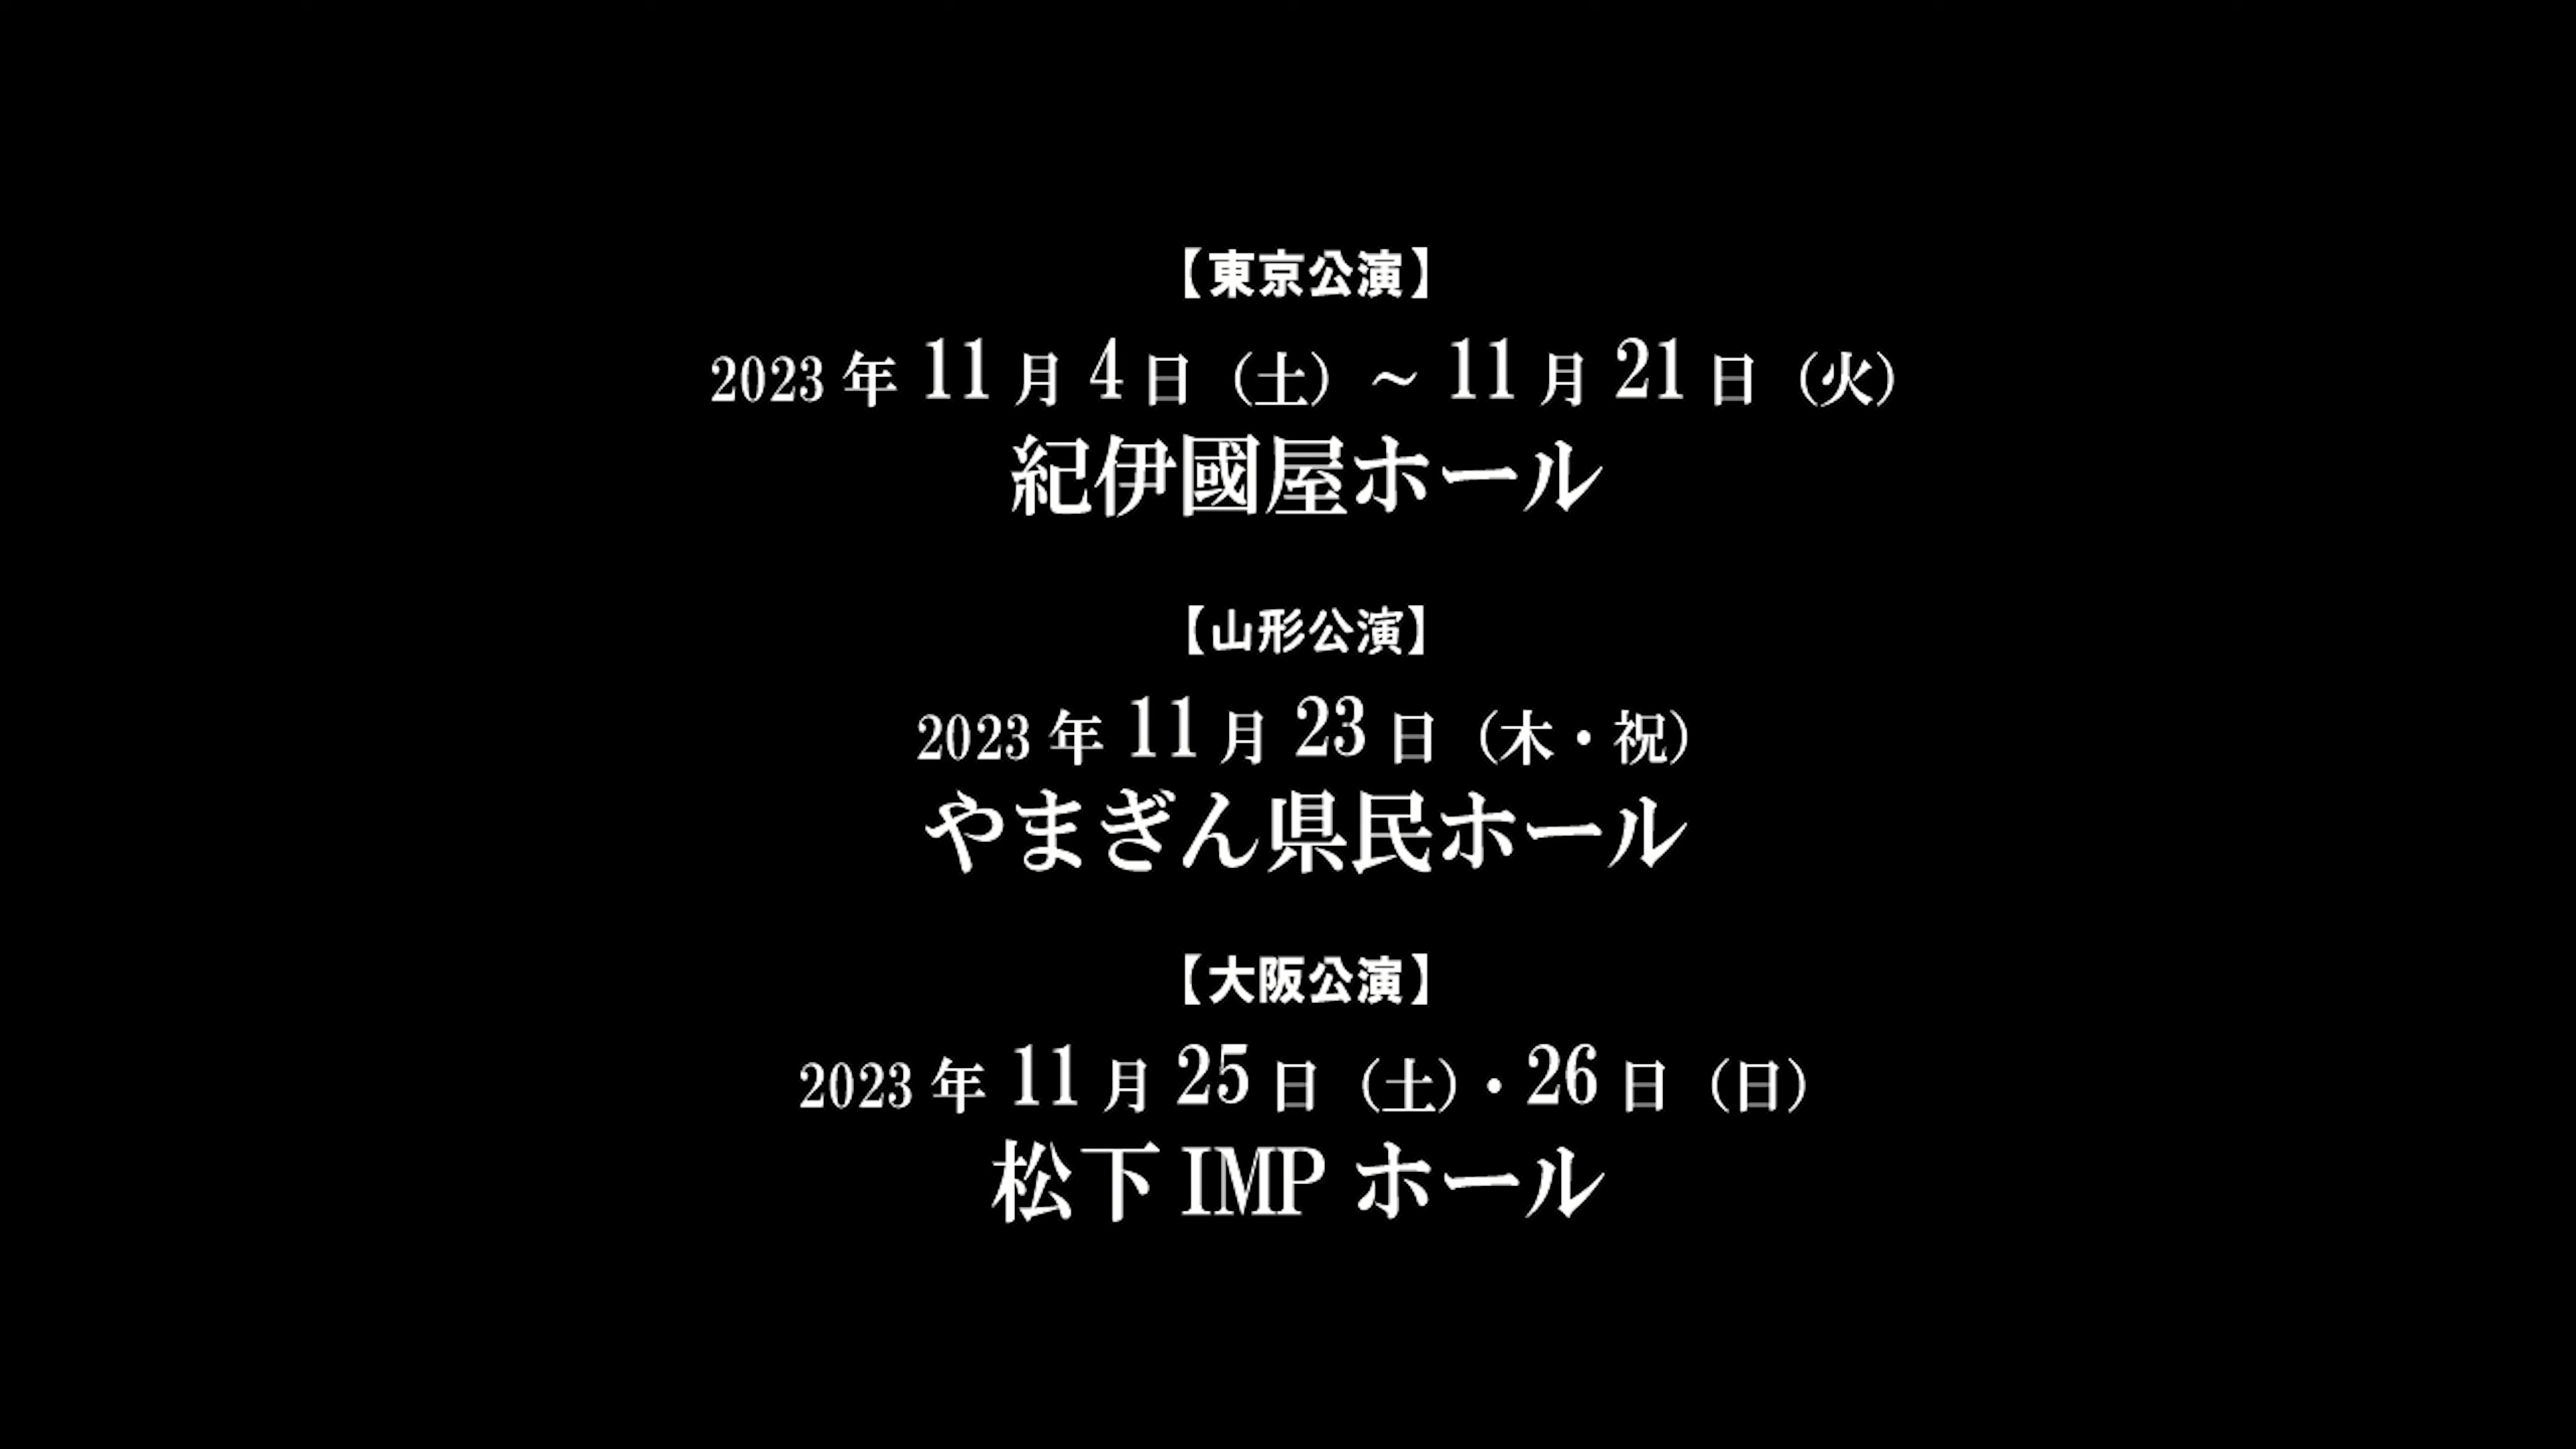 【東京公演】
2023年 11月 4日（土）～ 11月 21日（火）
紀伊國屋ホール
【山形公演】
2023年 11月 23日（木・祝）
やまぎん県民ホール
【大阪公演】
2023年 11月 25日（土）・26日（日）
松下IMPホール